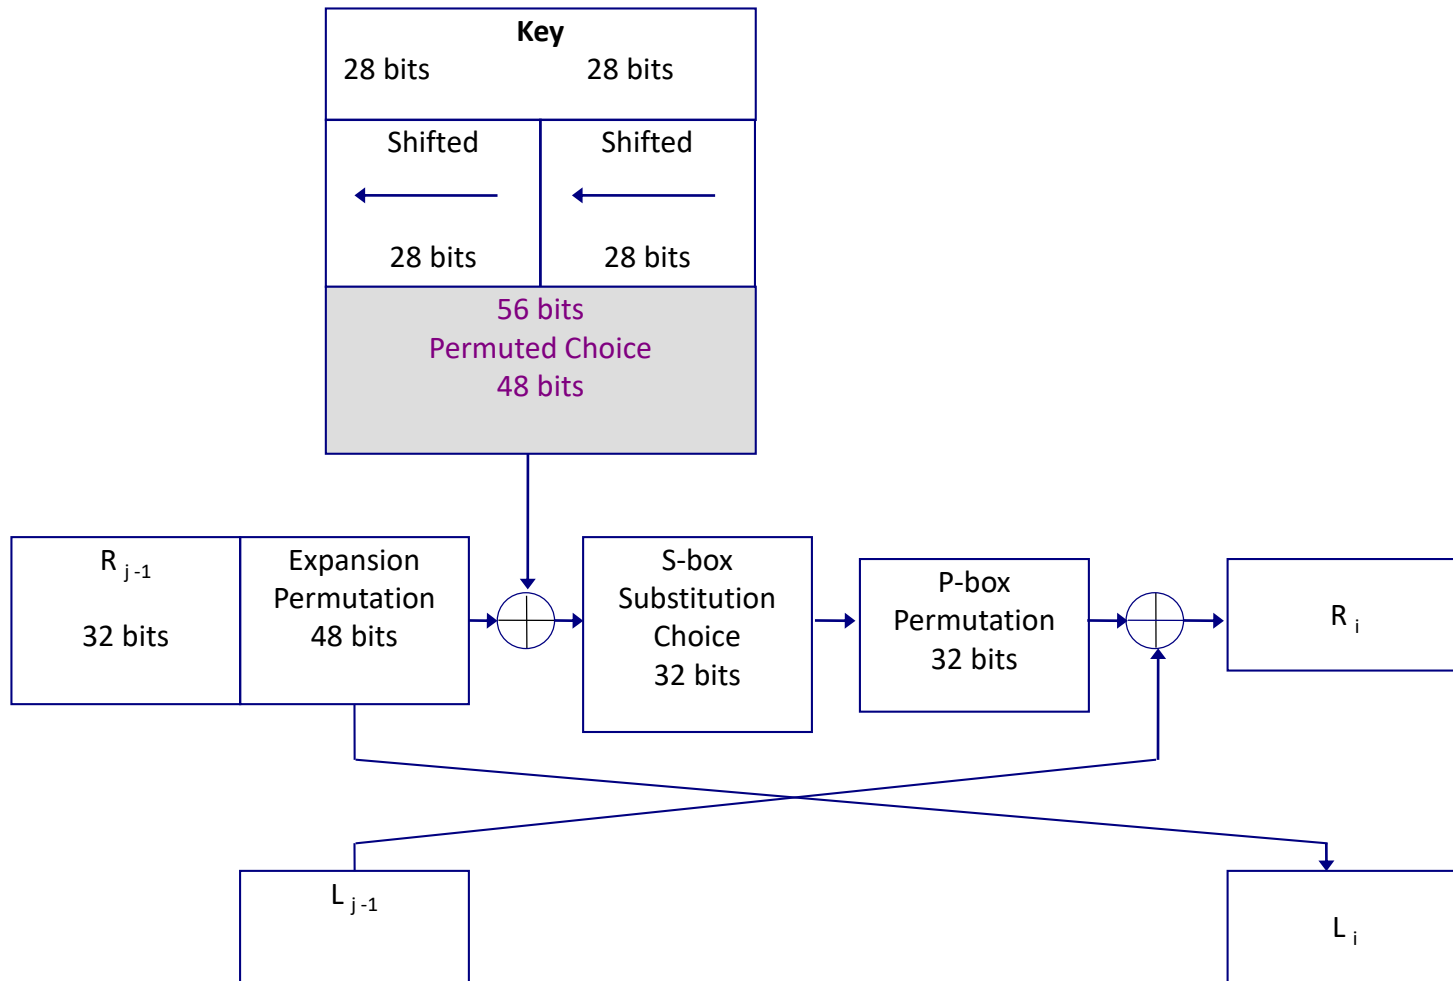 Key
28 bits 28 bits
Shifted Shifted
28 bits 28 bits
56 bits
Permuted Choice
48 bits
R j-1
32 bits
Expansion
Permutation
48 bits
S-box
Substitution
Choice
32 bits
P-box
Permutation
32 bits
R i
L j-1
L i